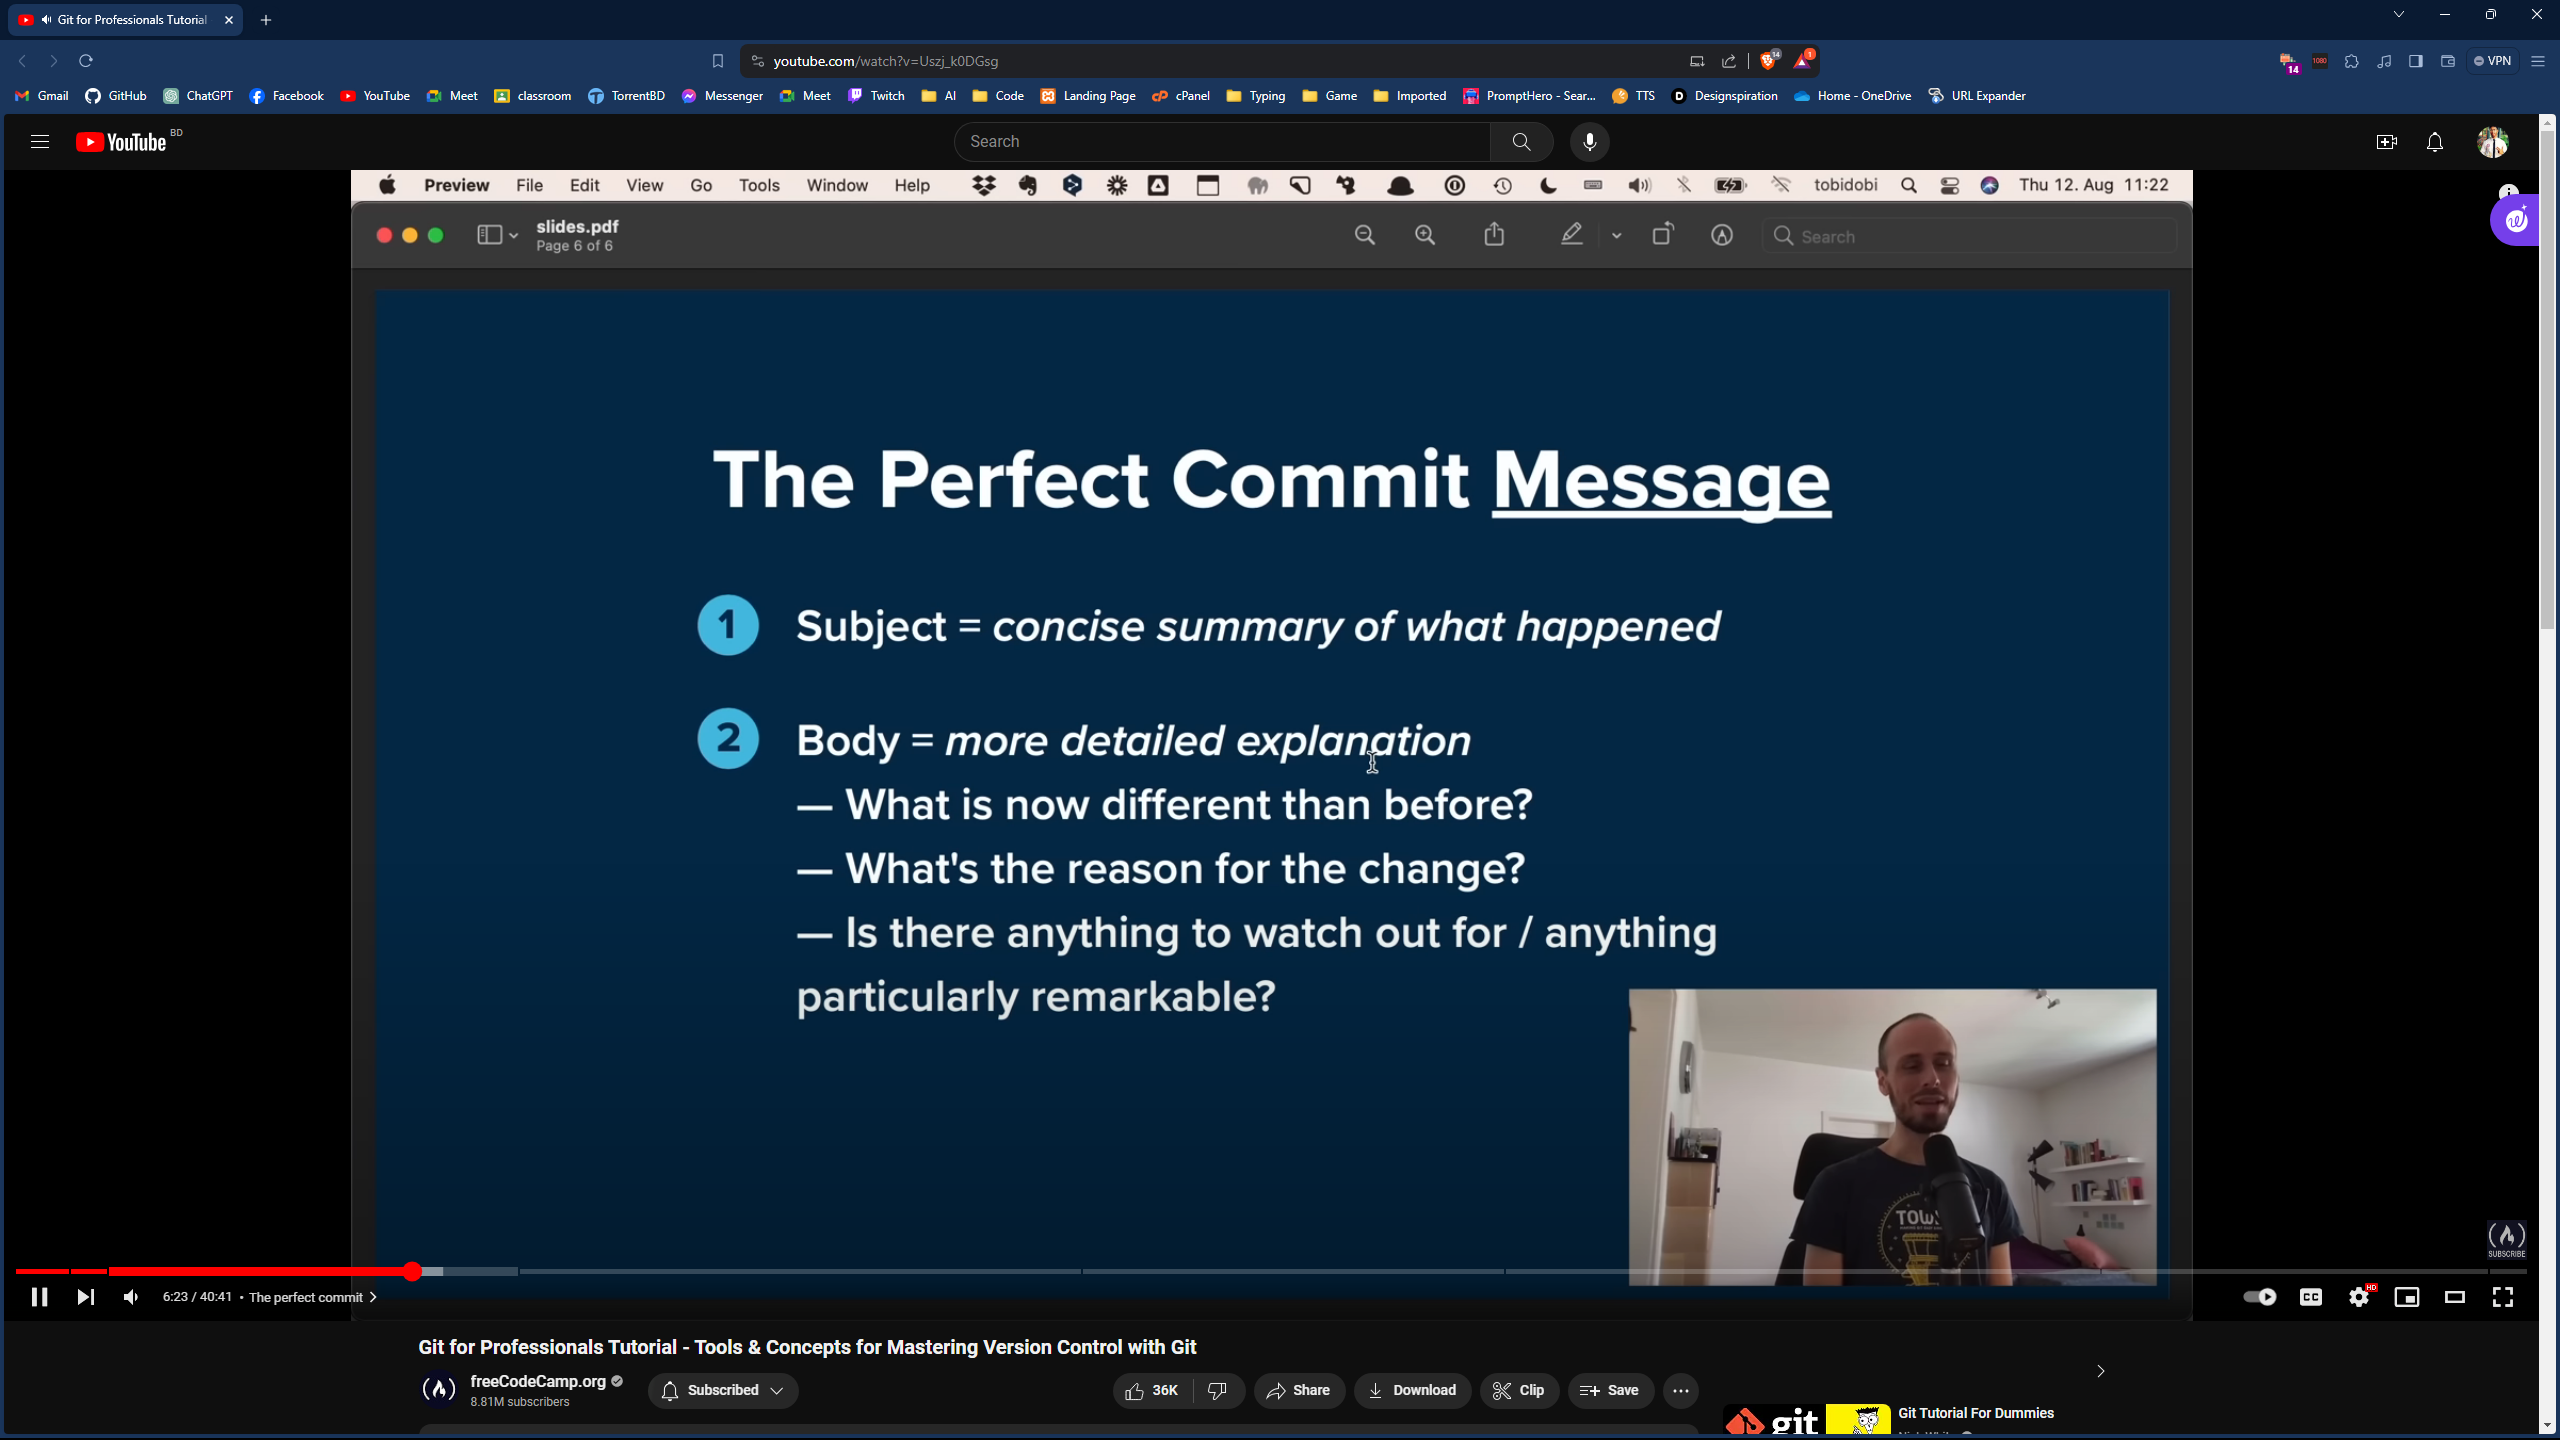 Git for Professionals Tutorial
youtube.com/watch?v=Uszj_k0DGsg
14
1
14
1080
VPN
Gmail GitHub ChatGPT Facebook YouTube Meet classroom TorrentBD Messenger Meet Twitch AI Code Landing Page cPanel Typing Game Imported PromptHero - Sear... TTS Designspiration Home - OneDrive URL Expander
YouTube BD
Search
Preview File Edit View Go Tools Window Help tobidobi Thu 12. Aug 11:22
slides.pdf
Page 6 of 6
Search
The Perfect Commit Message
1 Subject = concise summary of what happened
2 Body = more detailed explanation
— What is now different than before?
— What's the reason for the change?
— Is there anything to watch out for / anything
particularly remarkable?
SUBSCRIBE
6:23 / 40:41 • The perfect commit
CC
HD
Git for Professionals Tutorial - Tools & Concepts for Mastering Version Control with Git
freeCodeCamp.org
8.81M subscribers
Subscribed
36K
Share
Download
Clip
Save
git
Git Tutorial For Dummies